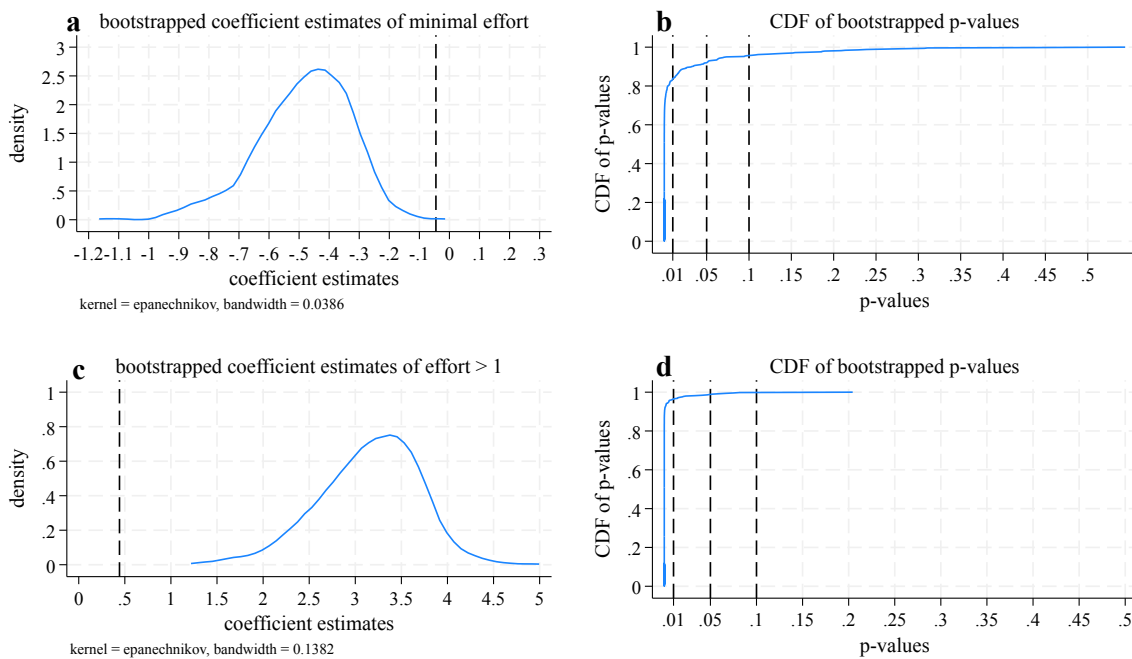 a bootstrapped coefficient estimates of minimal effort
density
3
2.5
2
1.5
1
.5
0
-1.2 -1.1 -1 -.9 -.8 -.7 -.6 -.5 -.4 -.3 -.2 -.1 0 .1 .2 .3
coefficient estimates
kernel = epanechnikov, bandwidth = 0.0386
b CDF of bootstrapped p-values
CDF of p-values
1
.8
.6
.4
.2
0
.01 .05 .1 .15 .2 .25 .3 .35 .4 .45 .5
p-values
c bootstrapped coefficient estimates of effort > 1
density
1
.8
.6
.4
.2
0
0 .5 1 1.5 2 2.5 3 3.5 4 4.5 5
coefficient estimates
kernel = epanechnikov, bandwidth = 0.1382
d CDF of bootstrapped p-values
CDF of p-values
1
.8
.6
.4
.2
0
.01 .05 .1 .15 .2 .25 .3 .35 .4 .45 .5
p-values